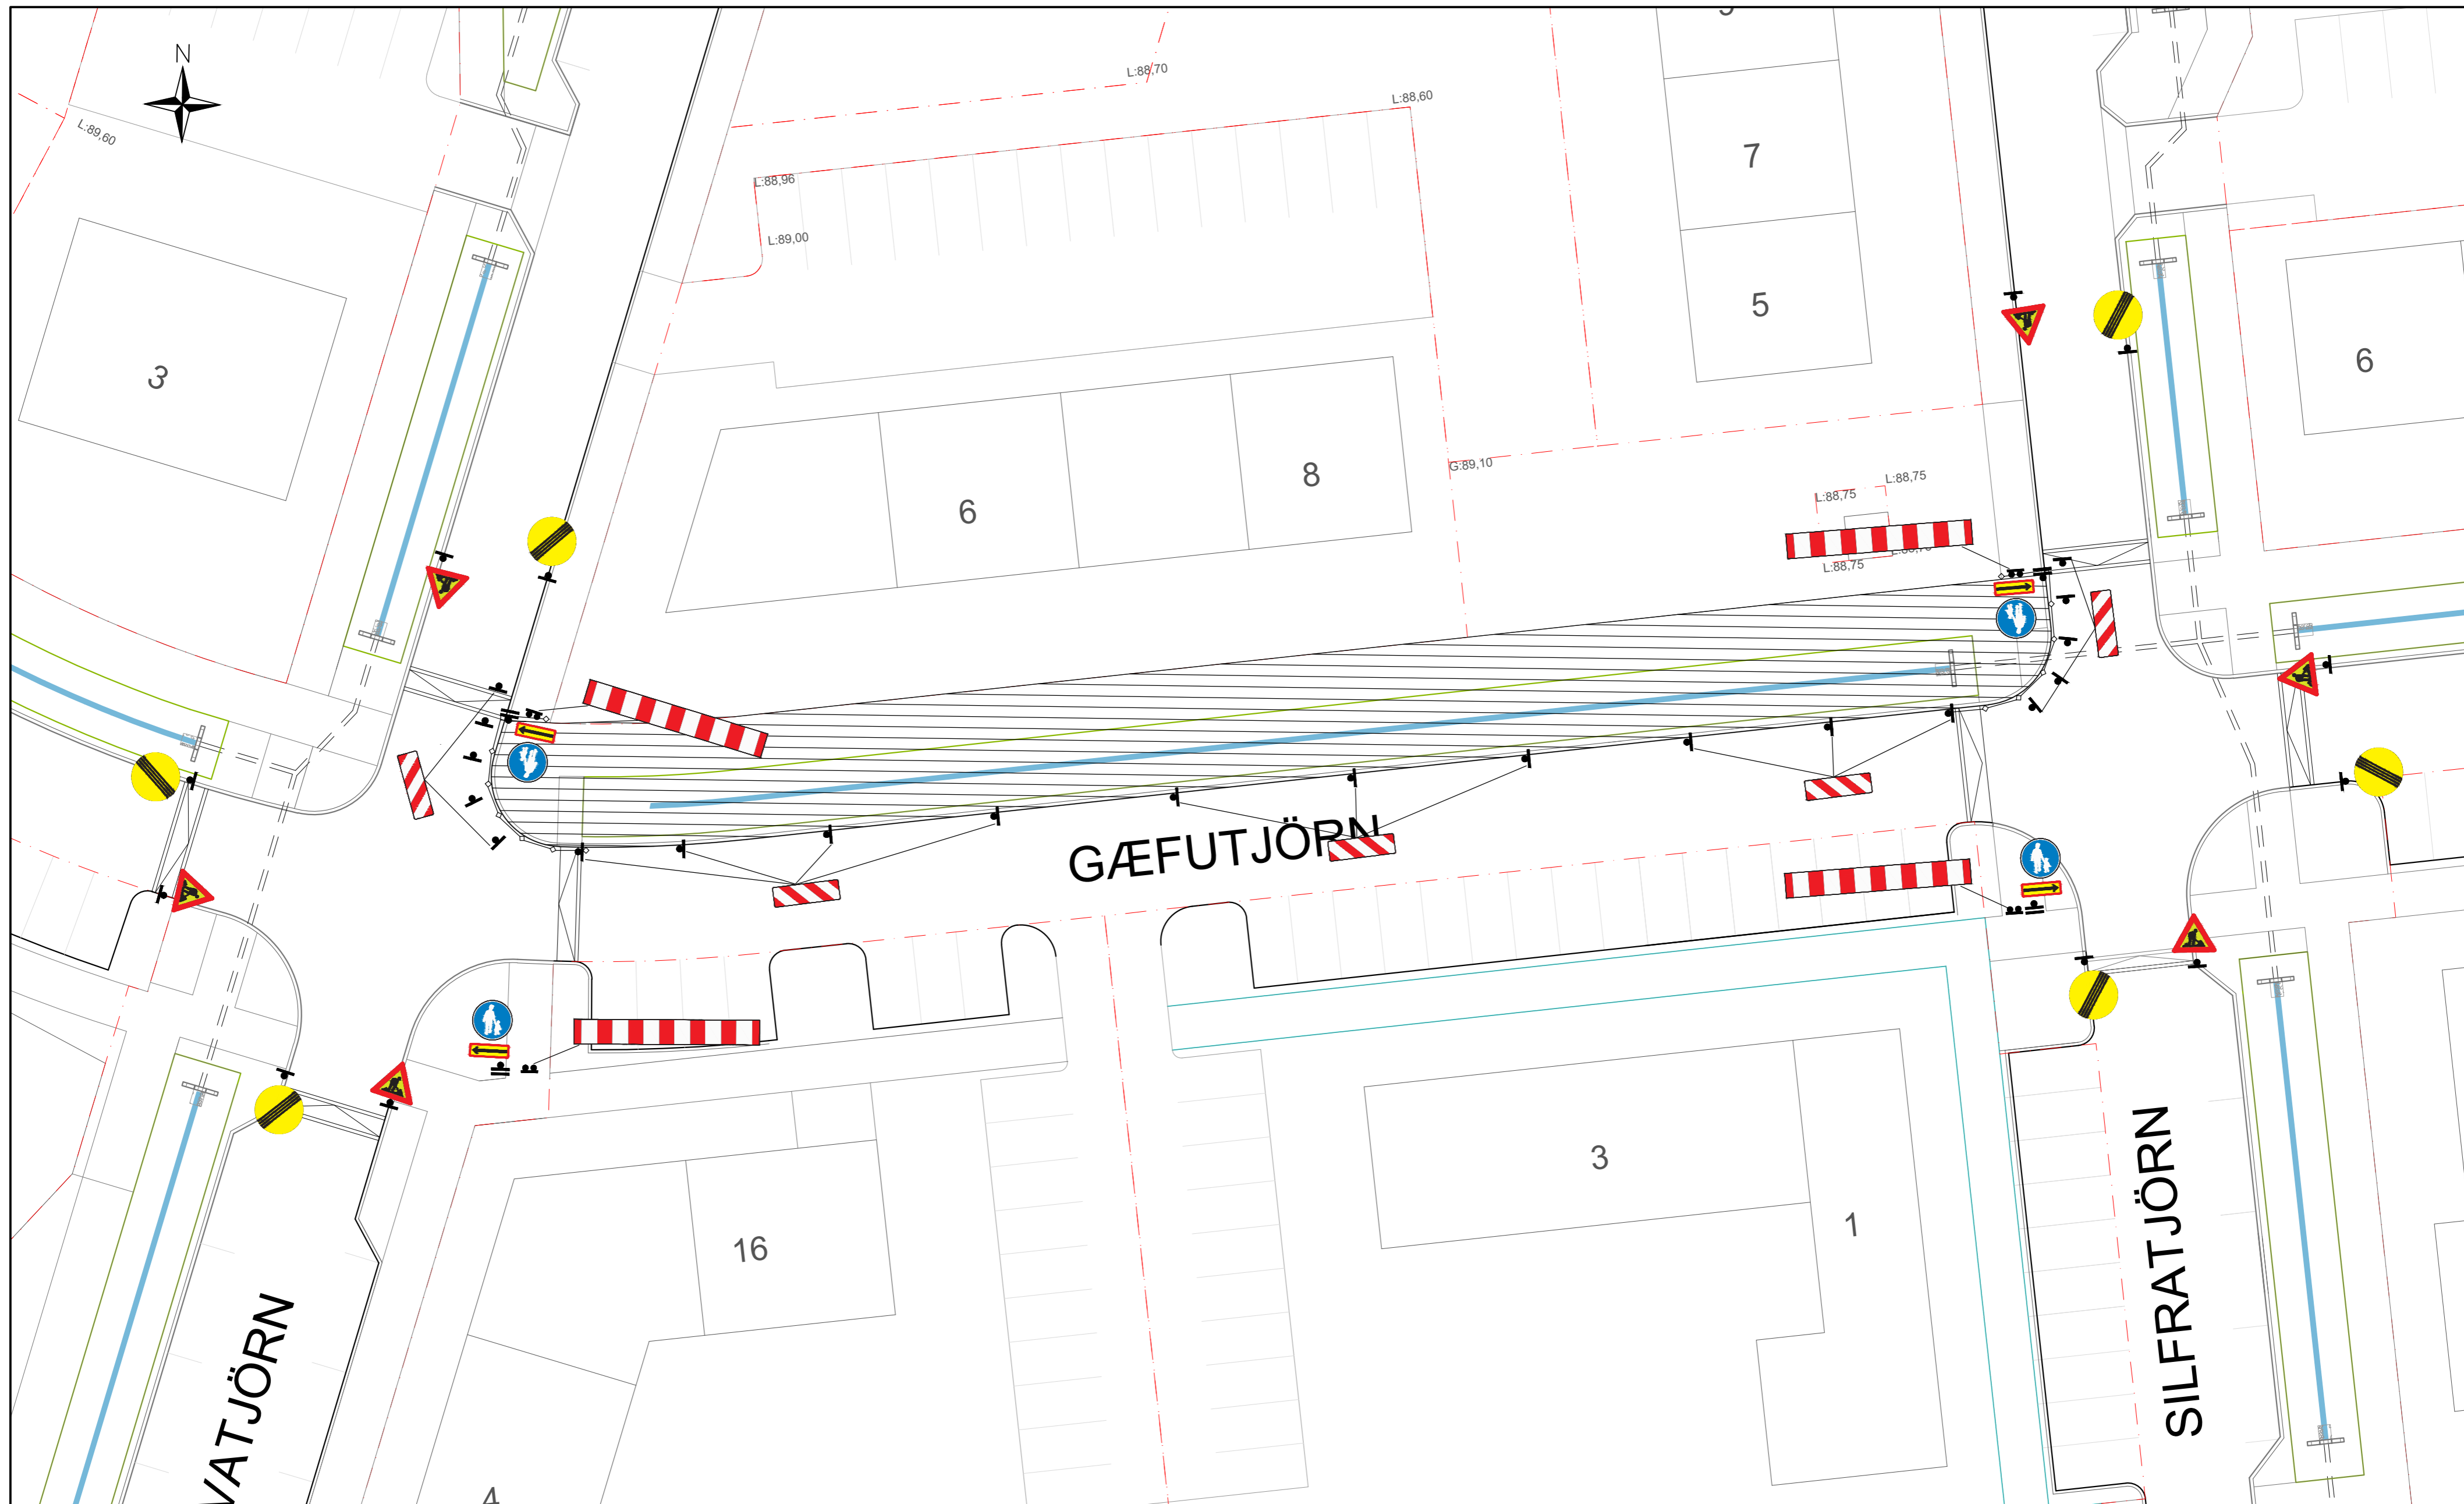 N
L:88,70
L:88,60
L:89,60
7
L:88,96
L:89,00
5
3
6
8
G:89,10
L:88,75
L:88,75
6
L:88,75
GÆFUTJÖRN
3
1
16
VATJÖRN
SILFRATJÖRN
4